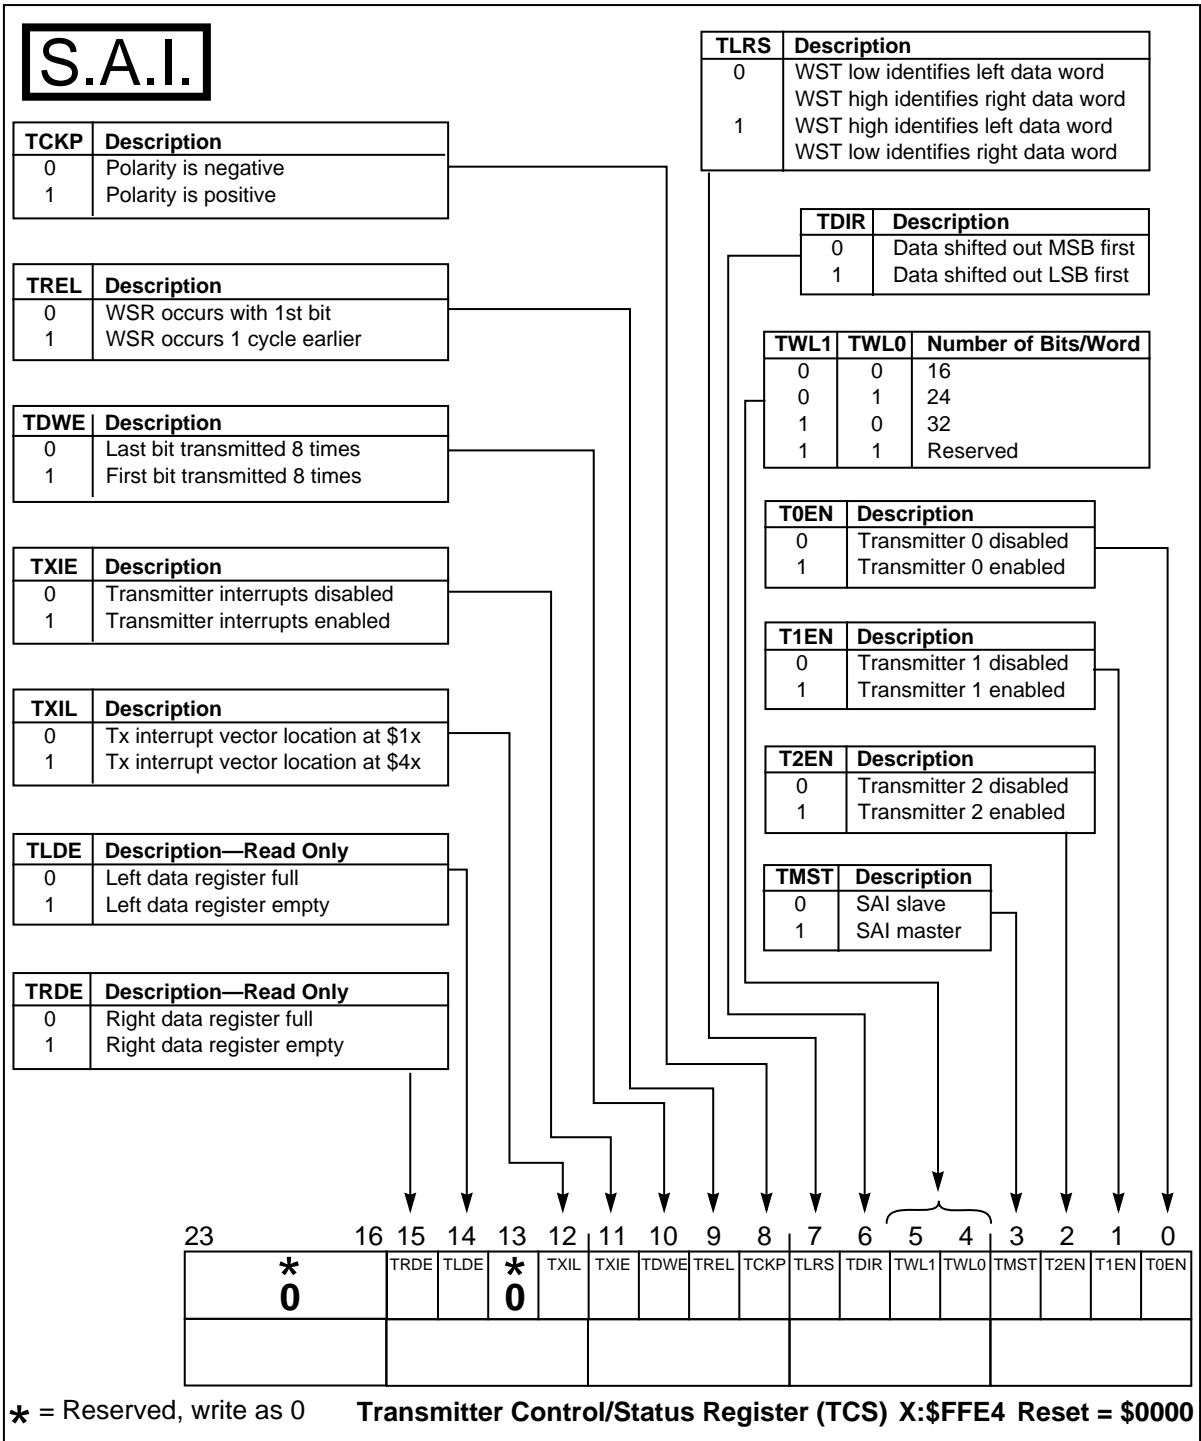 S.A.I.
TCKP Description
0 Polarity is negative
1 Polarity is positive
TREL Description
0 WSR occurs with 1st bit
1 WSR occurs 1 cycle earlier
TDWE Description
0 Last bit transmitted 8 times
1 First bit transmitted 8 times
TXIE Description
0 Transmitter interrupts disabled
1 Transmitter interrupts enabled
TXIL Description
0 Tx interrupt vector location at $1x
1 Tx interrupt vector location at $4x
TLDE Description—Read Only
0 Left data register full
1 Left data register empty
TRDE Description—Read Only
0 Right data register full
1 Right data register empty
TLRS Description
0 WST low identifies left data word
WST high identifies right data word
1 WST high identifies left data word
WST low identifies right data word
TDIR Description
0 Data shifted out MSB first
1 Data shifted out LSB first
TWL1 TWL0 Number of Bits/Word
0 0 16
0 1 24
1 0 32
1 1 Reserved
T0EN Description
0 Transmitter 0 disabled
1 Transmitter 0 enabled
T1EN Description
0 Transmitter 1 disabled
1 Transmitter 1 enabled
T2EN Description
0 Transmitter 2 disabled
1 Transmitter 2 enabled
TMST Description
0 SAI slave
1 SAI master
23 16 15 14 13 12 11 10 9 8 7 6 5 4 3 2 1 0
* TRDE TLDE * TXIL TXIE TDWE TREL TCKP TLRS TDIR TWL1 TWL0 TMST T2EN T1EN T0EN
0 0
* = Reserved, write as 0 Transmitter Control/Status Register (TCS) X:$FFE4 Reset = $0000